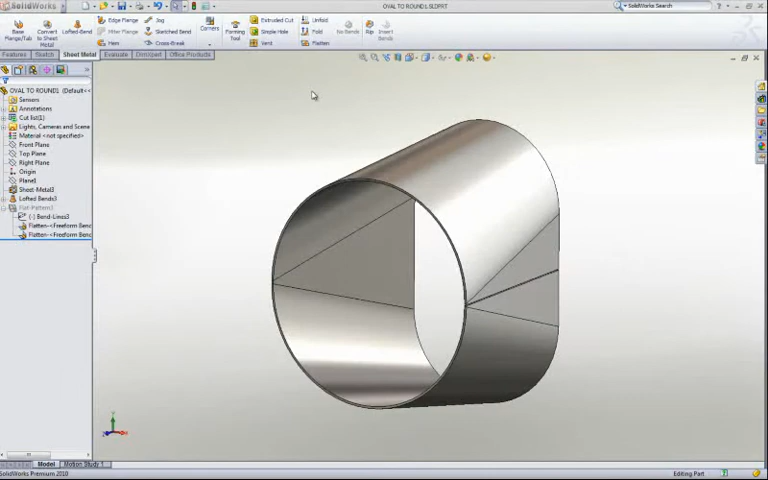 SolidWorks
OVAL TO ROUND1.SLDPRT
SolidWorks Search
Base Flange/Tab
Convert to Sheet Metal
Lofted-Bend
Edge Flange
Miter Flange
Hem
Jog
Sketched Bend
Cross-Break
Corners
Forming Tool
Extruded Cut
Simple Hole
Vent
Unfold
Fold
Flatten
No Bends
Rip
Insert Bends
Features
Sketch
Sheet Metal
Evaluate
DimXpert
Office Products
OVAL TO ROUND1 (Default<<
Sensors
Annotations
Cut list(1)
Lights, Cameras and Scene
Material <not specified>
Front Plane
Top Plane
Right Plane
Origin
Plane1
Sheet-Metal3
Lofted Bends3
Flat-Pattern3
(-) Bend-Lines3
Flatten-<Freeform Bend
Flatten-<Freeform Bend
Model
Motion Study 1
SolidWorks Premium 2010
Editing Part